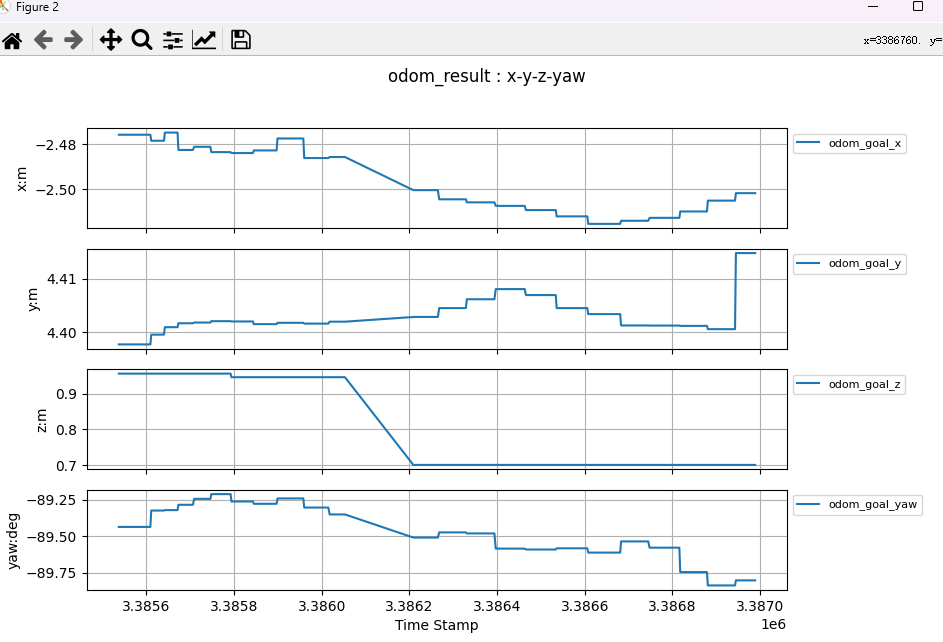 Figure 2
x=3386760. y=
odom_result : x-y-z-yaw
−2.48
−2.50
x:m
odom_goal_x
4.41
4.40
y:m
odom_goal_y
0.9
0.8
0.7
z:m
odom_goal_z
−89.25
−89.50
−89.75
yaw:deg
odom_goal_yaw
3.3856 3.3858 3.3860 3.3862 3.3864 3.3866 3.3868 3.3870
1e6
Time Stamp